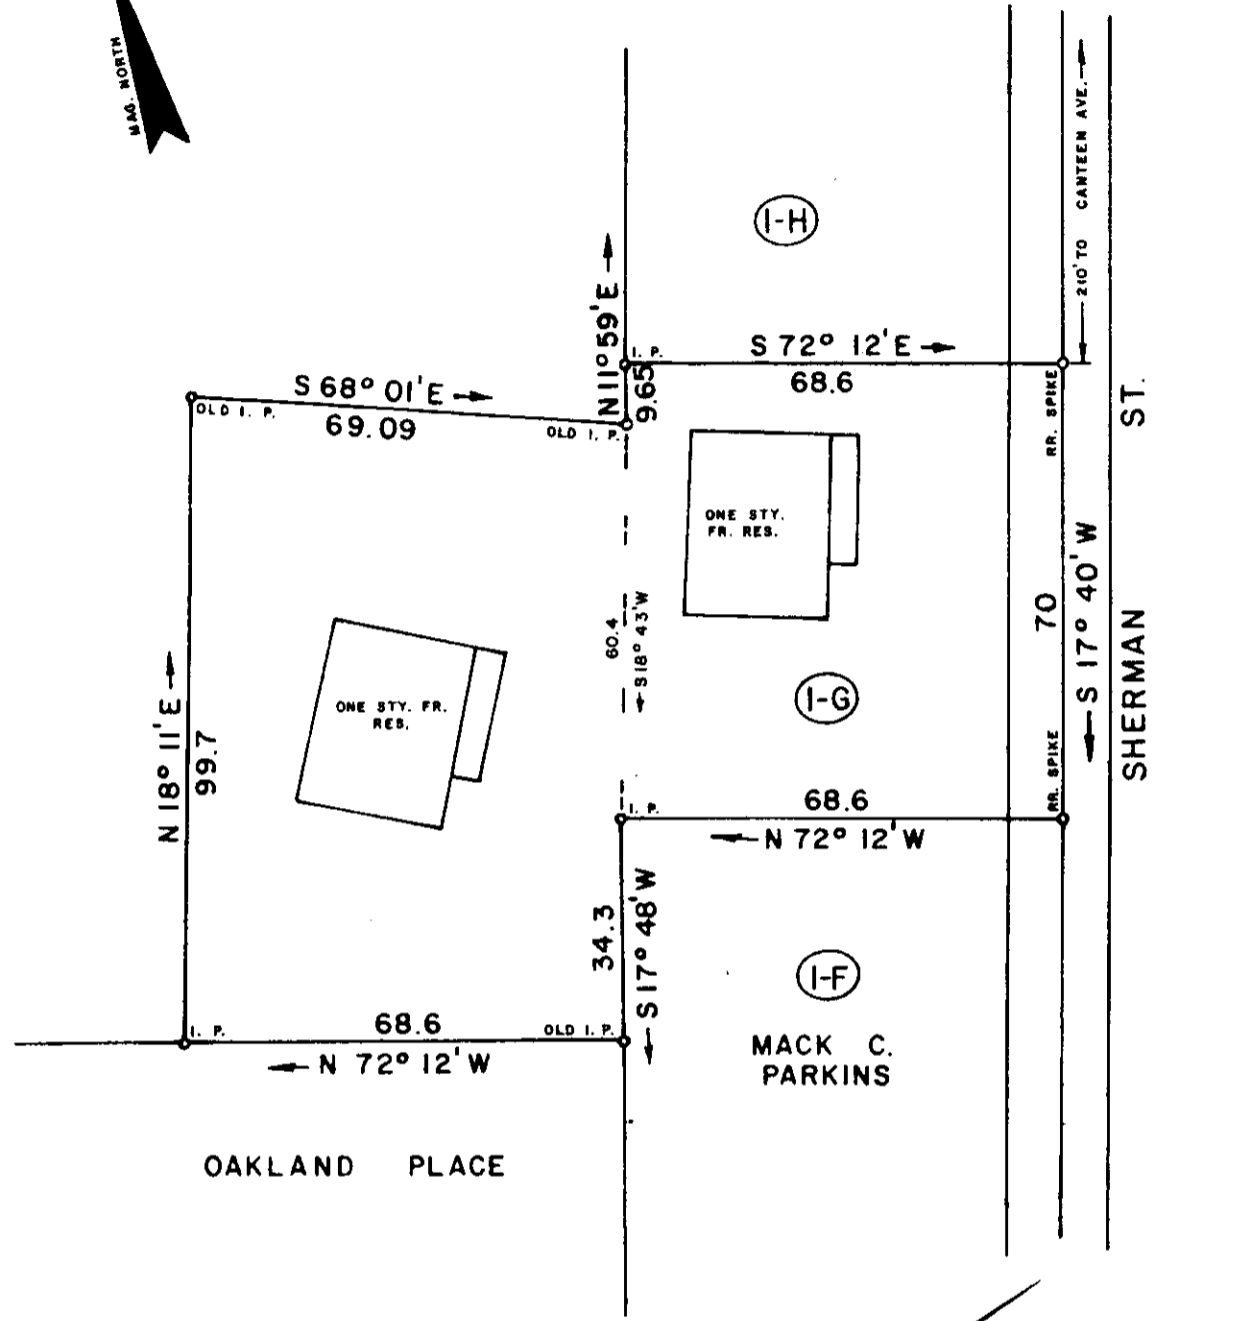 MAG. NORTH
210' TO CANTEEN AVE.
1-H
N 11° 59' E
I. P.
S 72° 12' E
68.6
9.65
S 68° 01' E
OLD I. P.
69.09
OLD I. P.
RR. SPIKE
ST.
ONE STY.
FR. RES.
S 17° 40' W
70
60.4
S 18° 43' W
SHERMAN
1-G
ONE STY. FR.
RES.
N 18° 11' E
99.7
RR. SPIKE
I. P.
68.6
N 72° 12' W
34.3
S 17° 48' W
1-F
I. P.
68.6
OLD I. P.
N 72° 12' W
MACK C.
PARKINS
OAKLAND PLACE